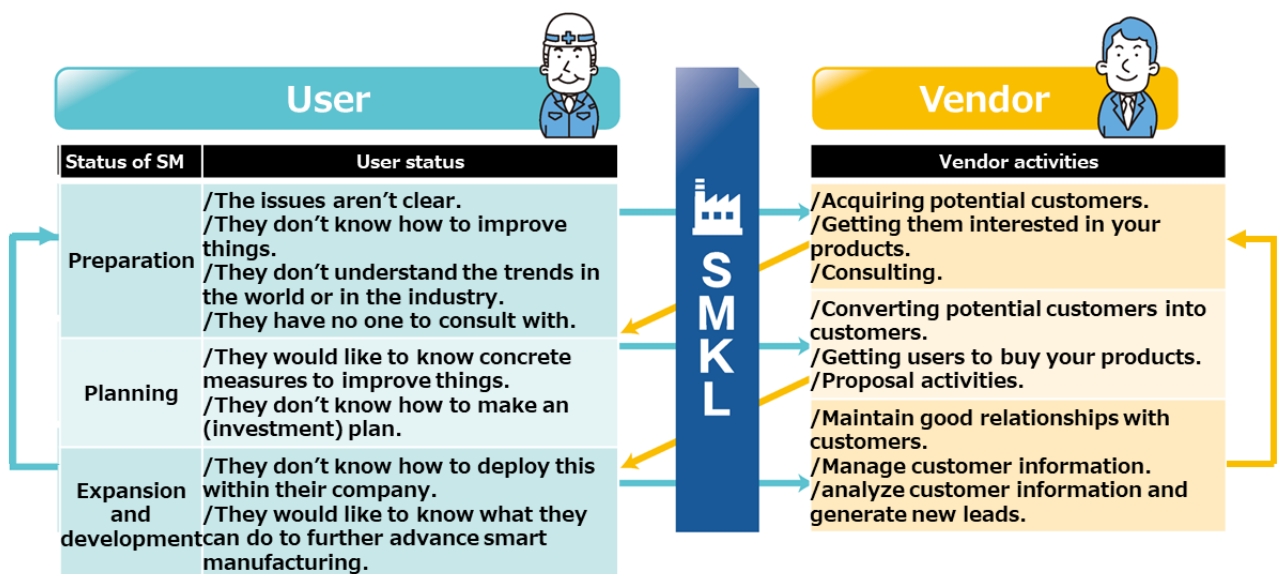 User
Vendor
Status of SM
User status
Preparation
/The issues aren't clear.
/They don't know how to improve
things.
/They don't understand the trends in
the world or in the industry.
/They have no one to consult with.
Planning
/They would like to know concrete
measures to improve things.
/They don't know how to make an
(investment) plan.
Expansion
and
development
/They don't know how to deploy this
within their company.
/They would like to know what they
can do to further advance smart
manufacturing.
SMKL
Vendor activities
/Acquiring potential customers.
/Getting them interested in your
products.
/Consulting.
/Converting potential customers into
customers.
/Getting users to buy your products.
/Proposal activities.
/Maintain good relationships with
customers.
/Manage customer information.
/analyze customer information and
generate new leads.